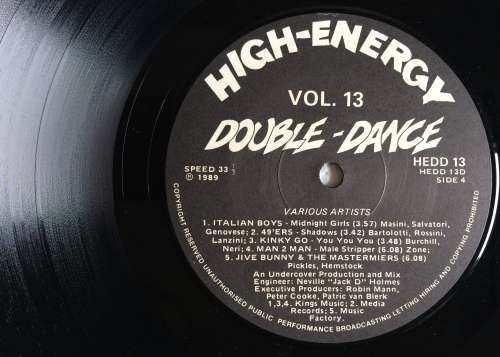 HIGH-ENERGY
VOL. 13
DOUBLE-DANCE
HEDD 13
HEDD 13D
SIDE 4
SPEED 33 1/3
℗ 1989
VARIOUS ARTISTS
1. ITALIAN BOYS - Midnight Girls (3.57) Masini, Salvatori,
Genovese; 2. 49'ERS - Shadows (3.42) Bartolotti, Rossini,
Lanzini; 3. KINKY GO - You You You (3.48) Burchill,
Neri; 4. MAN 2 MAN - Male Stripper (6.08) Zone;
5. JIVE BUNNY & THE MASTERMIERS (6.08)
Pickles, Hemstock
An Undercover Production and Mix
Engineer: Neville "Jack D" Holmes
Executive Producers: Robin Mann,
Peter Cooke, Patric van Blerk
1,3,4. Kings Music; 2. Media
Records; 5. Music
Factory.
COPYRIGHT RESERVED UNAUTHORISED PUBLIC PERFORMANCE BROADCASTING LETTING HIRING AND COPYING PROHIBITED